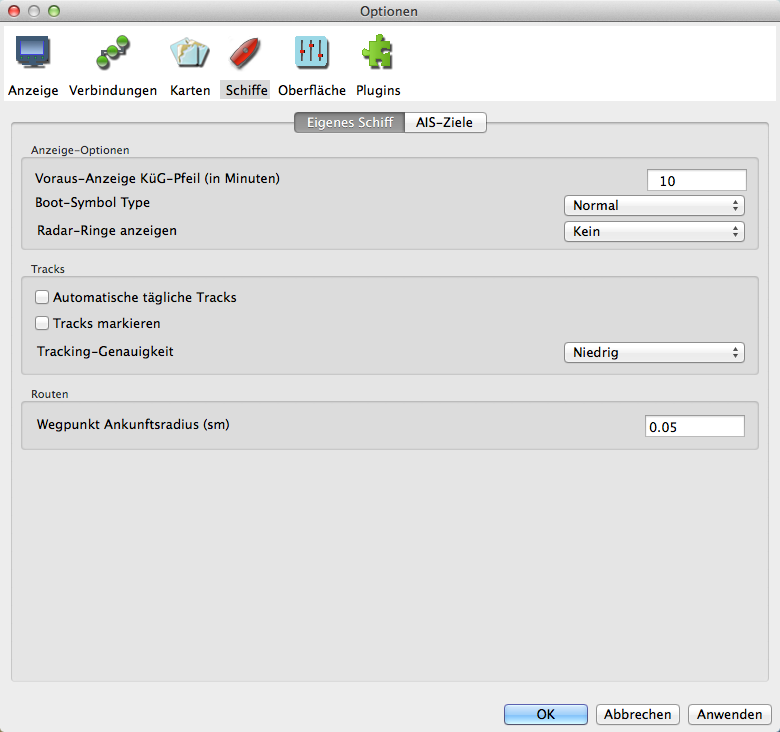 Optionen
Anzeige Verbindungen Karten Schiffe Oberfläche Plugins
Eigenes Schiff AIS-Ziele
Anzeige-Optionen
Voraus-Anzeige KüG-Pfeil (in Minuten) 10
Boot-Symbol Type Normal
Radar-Ringe anzeigen Kein
Tracks
Automatische tägliche Tracks
Tracks markieren
Tracking-Genauigkeit Niedrig
Routen
Wegpunkt Ankunftsradius (sm) 0.05
OK Abbrechen Anwenden